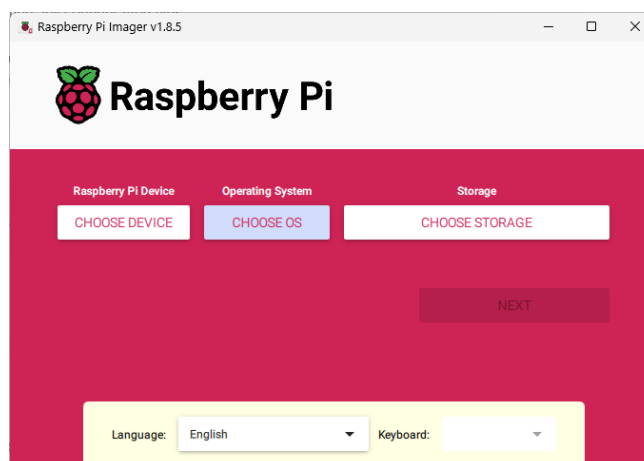 Raspberry Pi Imager v1.8.5
Raspberry Pi
Raspberry Pi Device
Operating System
Storage
CHOOSE DEVICE
CHOOSE OS
CHOOSE STORAGE
NEXT
Language:
English
Keyboard: